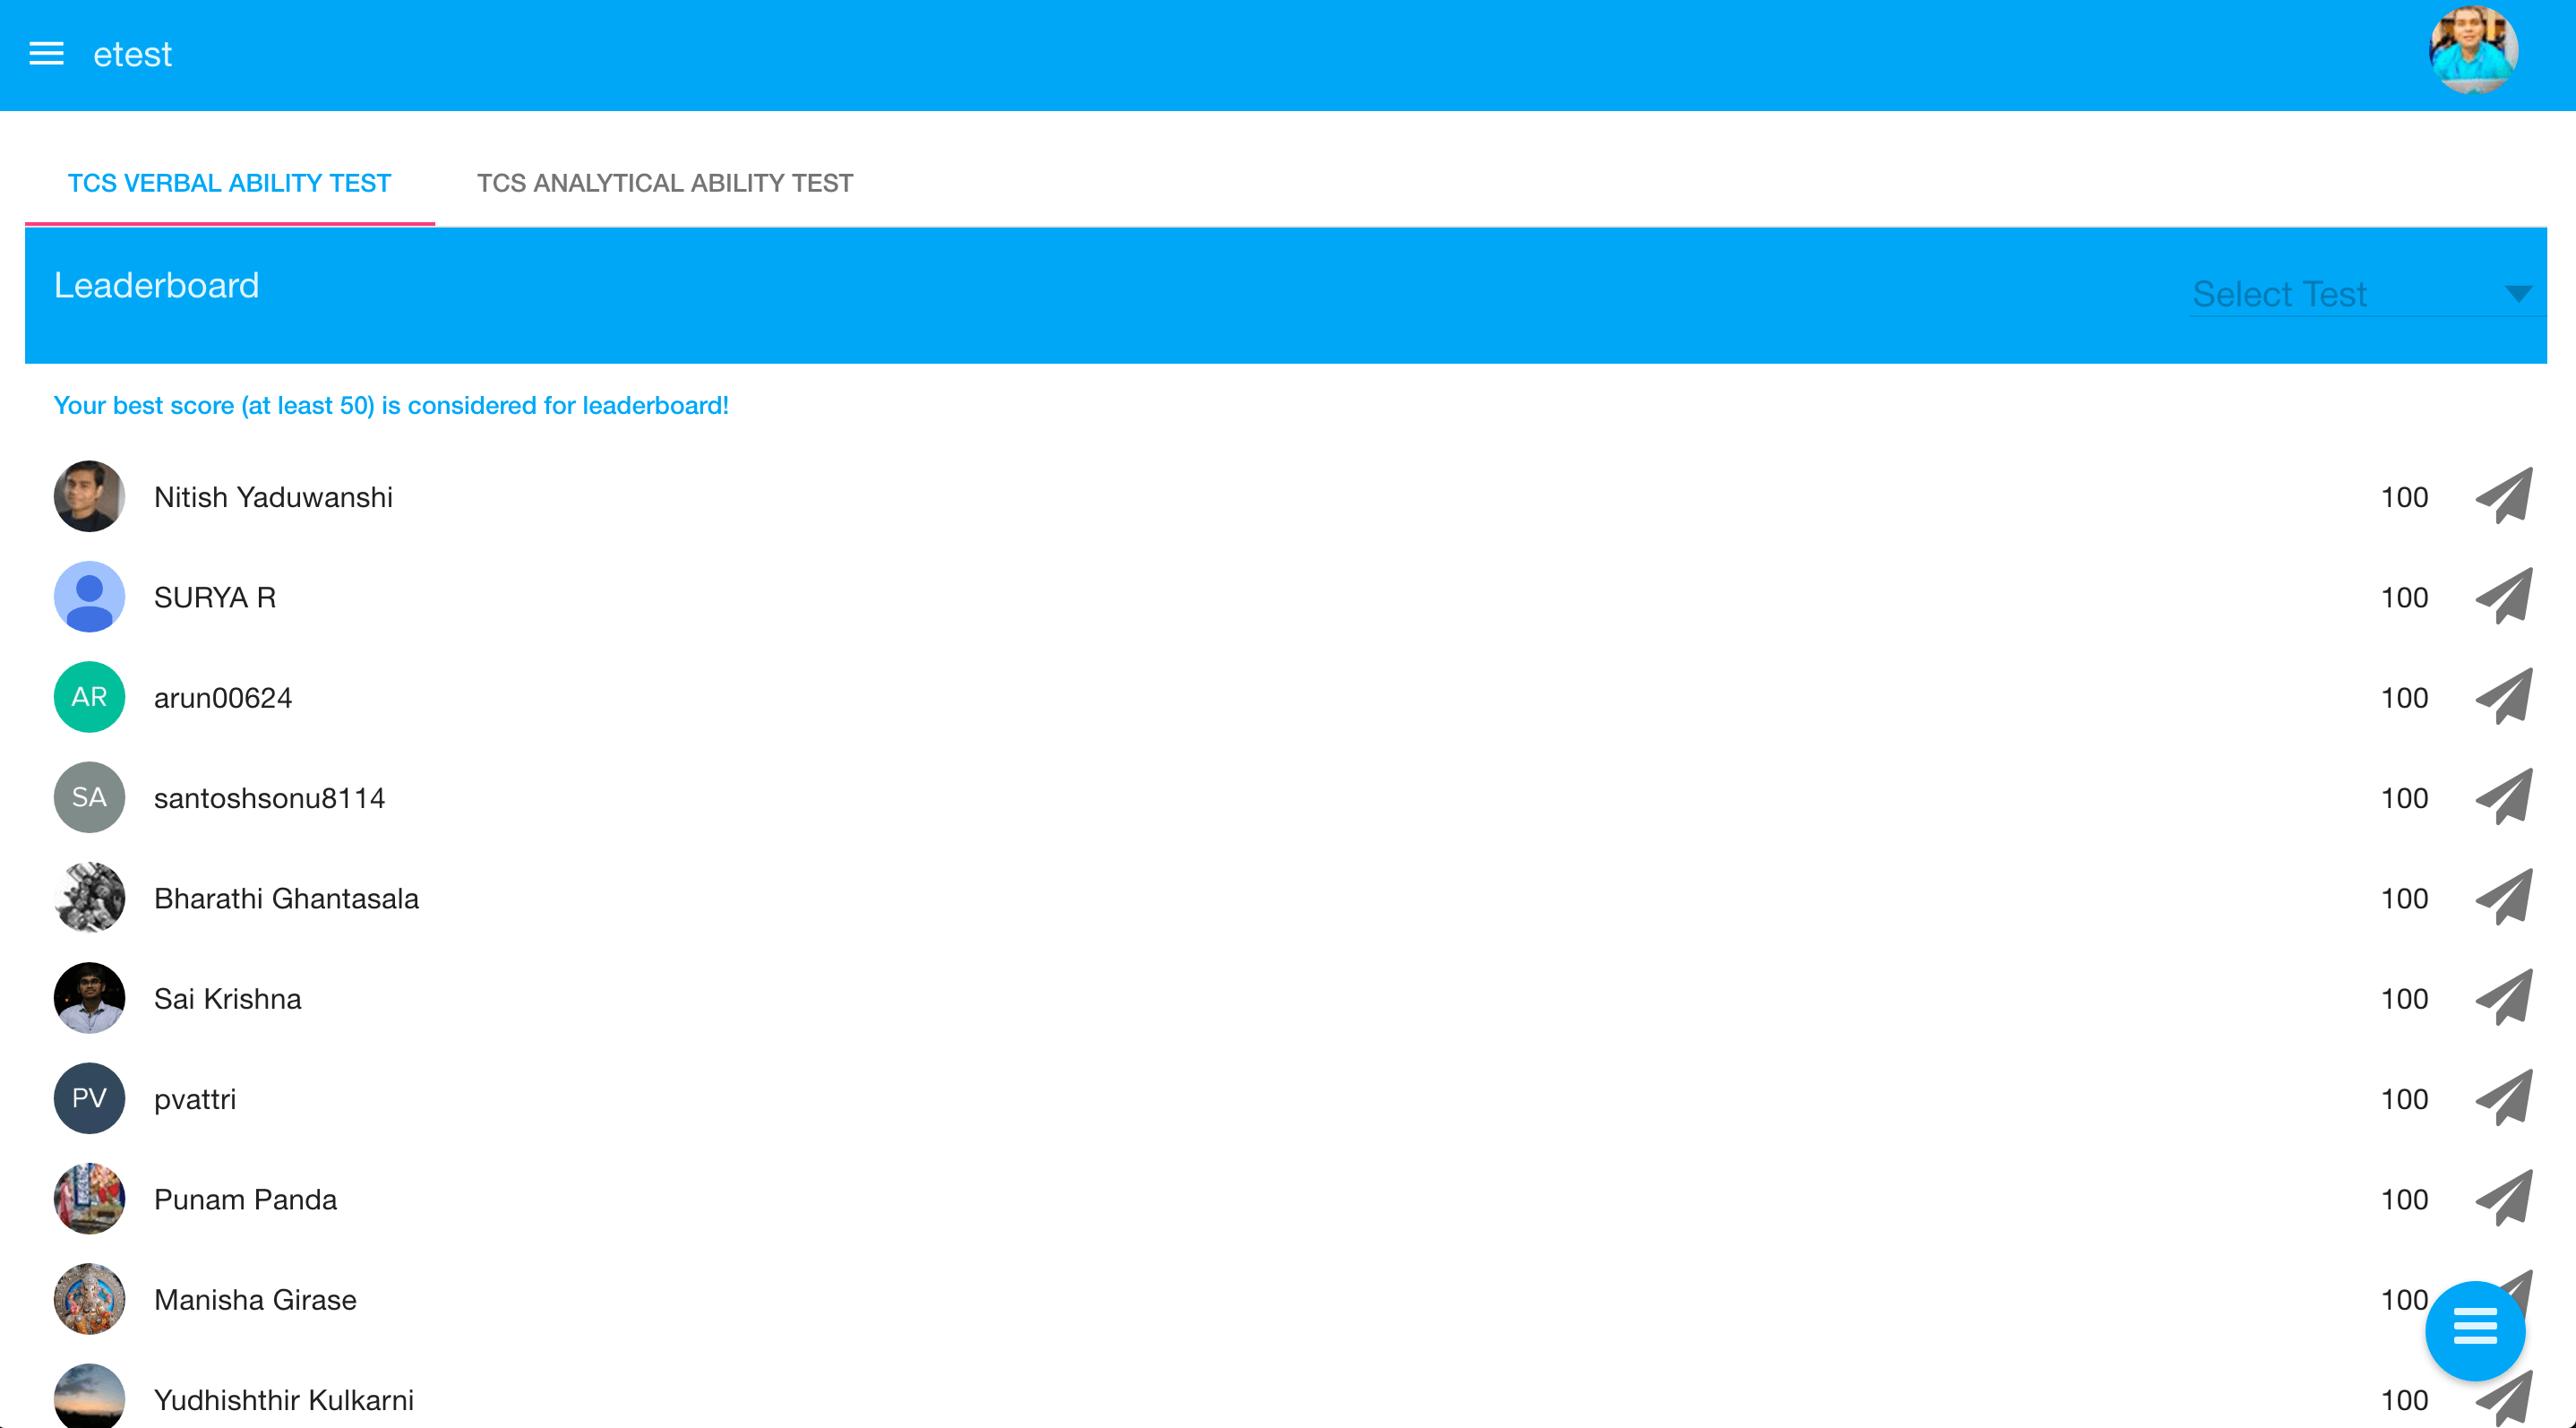 etest
TCS VERBAL ABILITY TEST TCS ANALYTICAL ABILITY TEST
Leaderboard Select Test
Your best score (at least 50) is considered for leaderboard!
Nitish Yaduwanshi 100
SURYA R 100
AR arun00624 100
SA santoshsonu8114 100
Bharathi Ghantasala 100
Sai Krishna 100
PV pvattri 100
Punam Panda 100
Manisha Girase 100
Yudhishthir Kulkarni 100